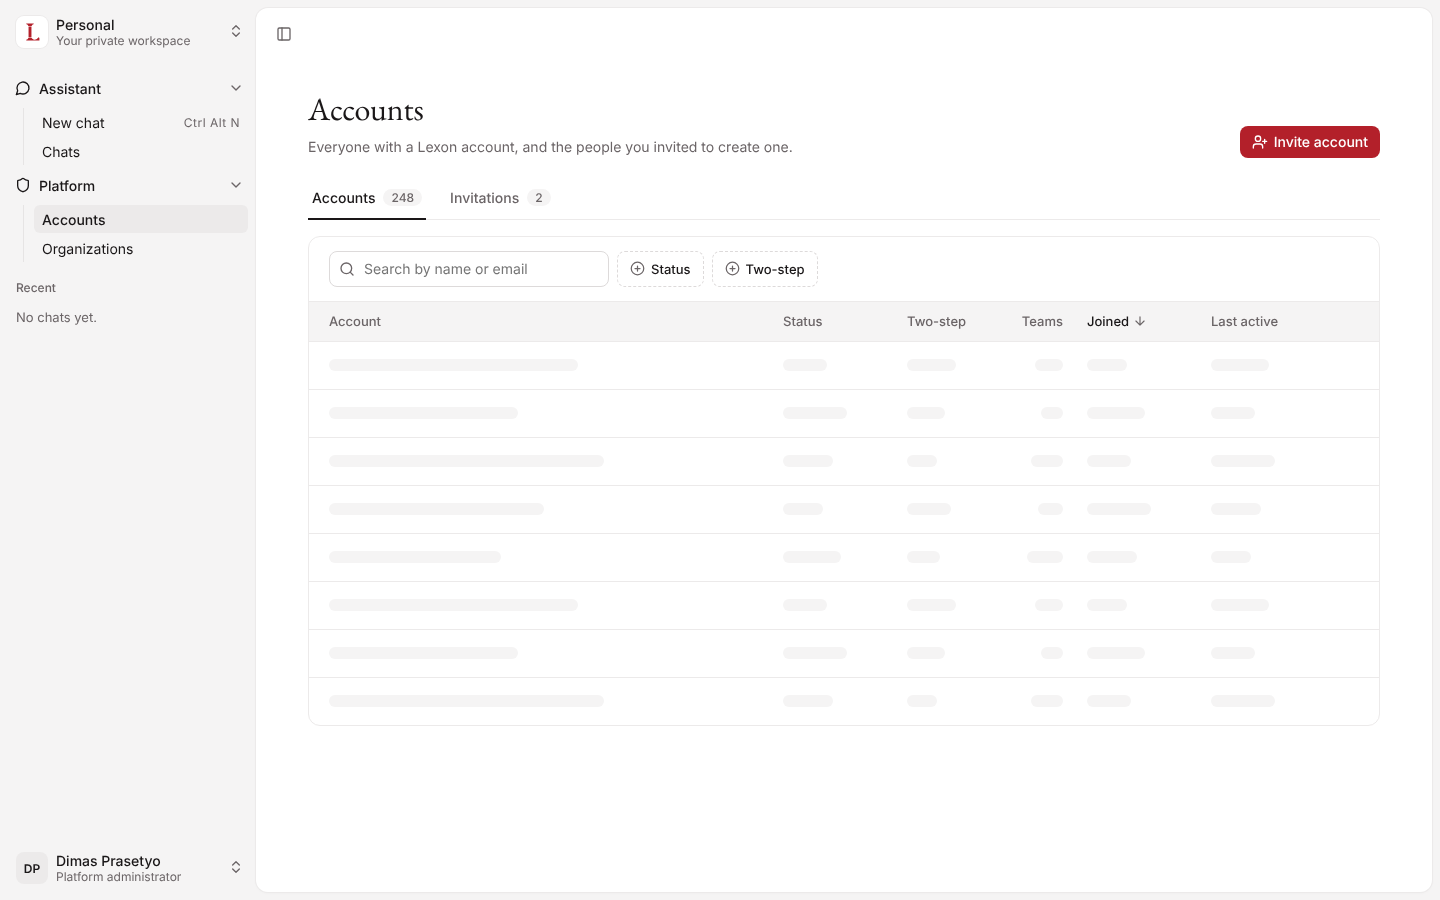 L
Personal
Your private workspace
Assistant
New chat Ctrl Alt N
Chats
Platform
Accounts
Organizations
Recent
No chats yet.
DP
Dimas Prasetyo
Platform administrator
Accounts
Everyone with a Lexon account, and the people you invited to create one.
Invite account
Accounts 248 Invitations 2
Search by name or email Status Two-step
Account Status Two-step Teams Joined Last active